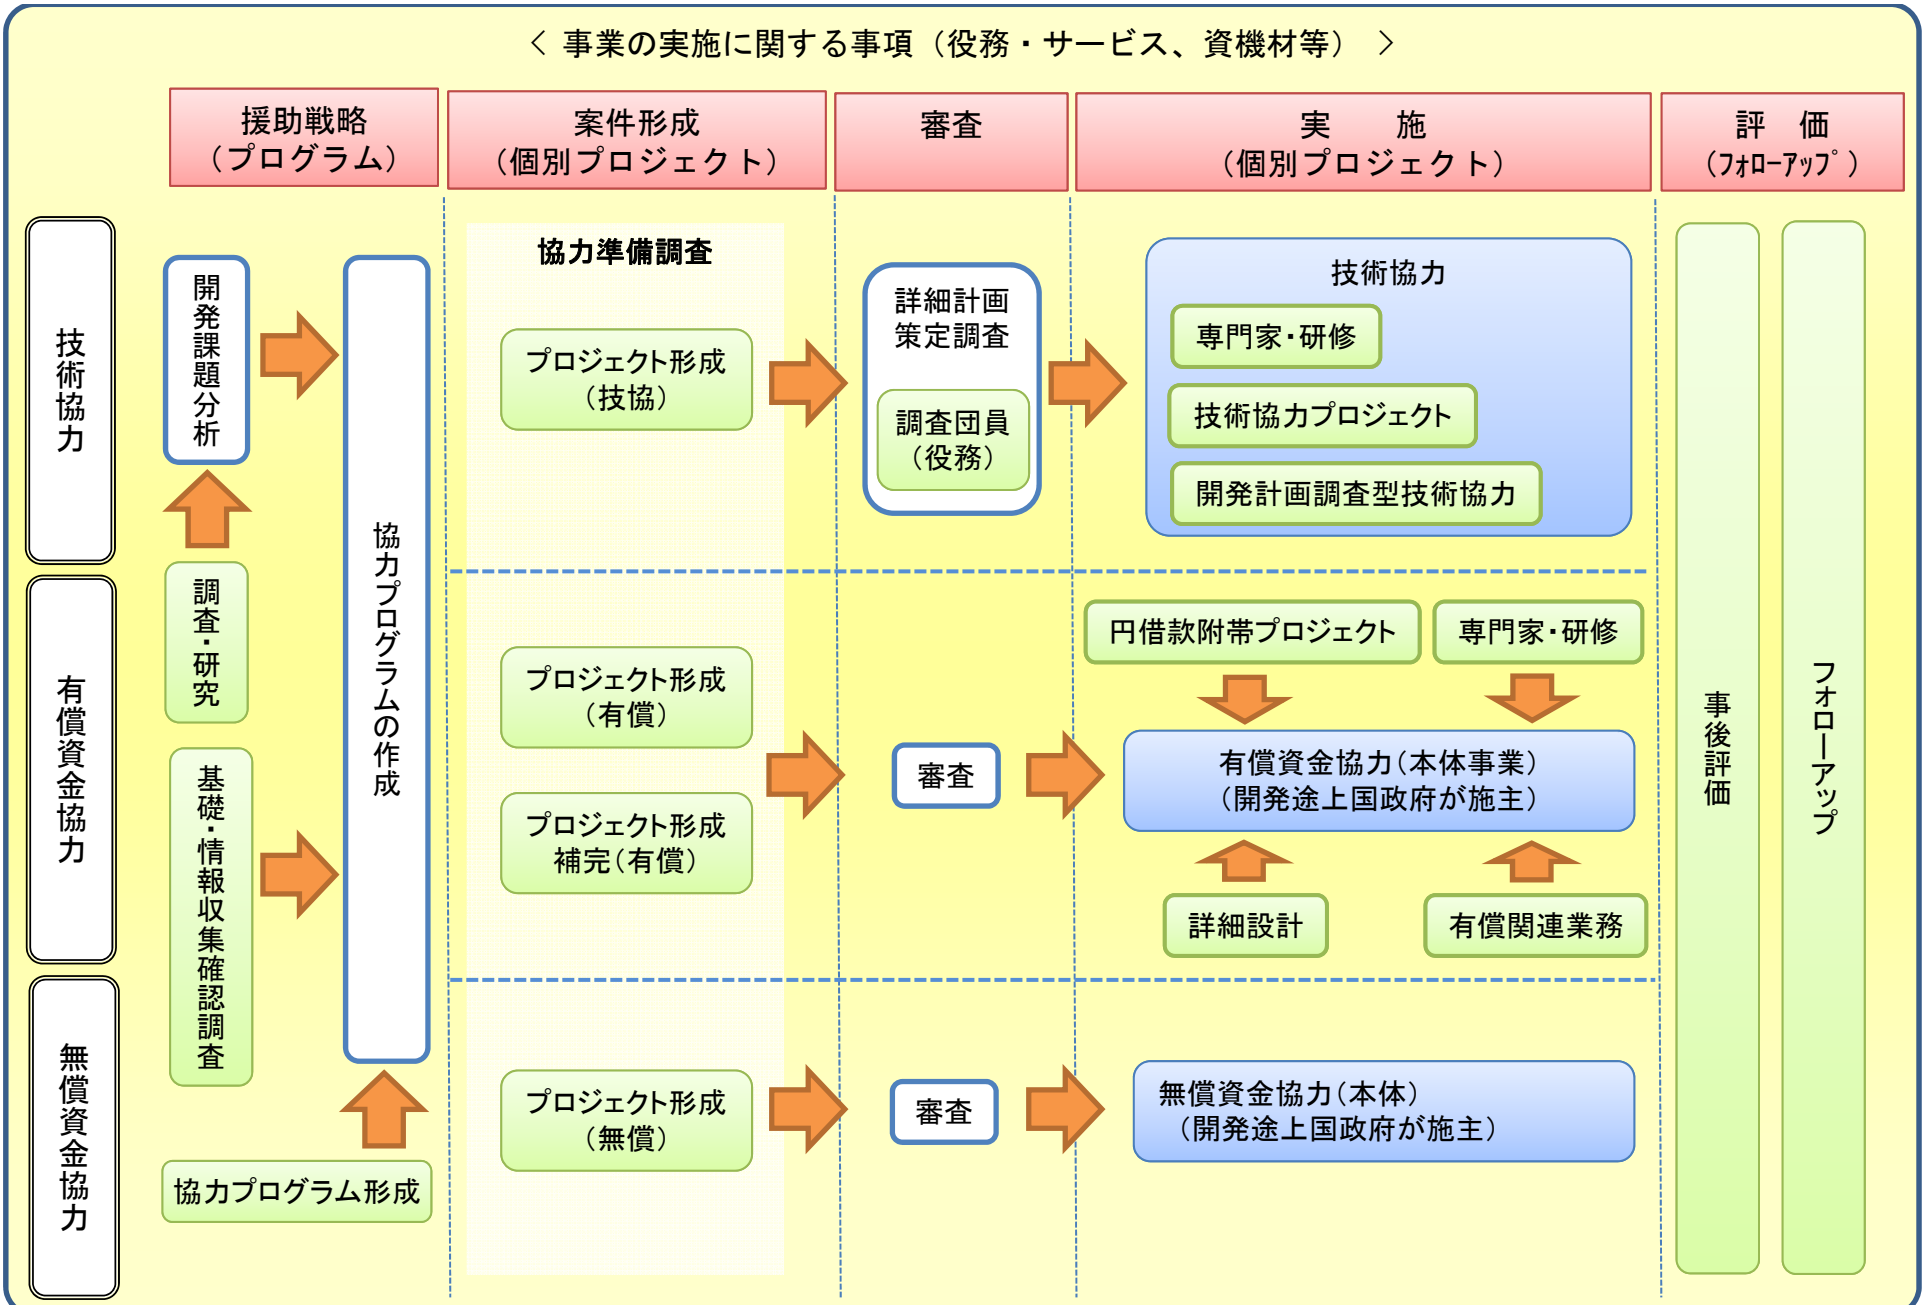 ＜ 事業の実施に関する事項（役務・サービス、資機材等） ＞
援助戦略
（プログラム）
案件形成
（個別プロジェクト）
審査
実　　施
（個別プロジェクト）
評　価
（ﾌｫﾛｰｱｯﾌﾟ）
技術協力
有償資金協力
無償資金協力
開発課題分析
調査・研究
基礎・情報収集確認調査
協力プログラムの作成
協力プログラム形成
協力準備調査
プロジェクト形成
（技協）
詳細計画
策定調査
調査団員
（役務）
技術協力
専門家・研修
技術協力プロジェクト
開発計画調査型技術協力
プロジェクト形成
（有償）
プロジェクト形成
補完（有償）
審査
円借款附帯プロジェクト
専門家・研修
有償資金協力（本体事業）
（開発途上国政府が施主）
詳細設計
有償関連業務
プロジェクト形成
（無償）
審査
無償資金協力（本体）
（開発途上国政府が施主）
事後評価
フォローアップ